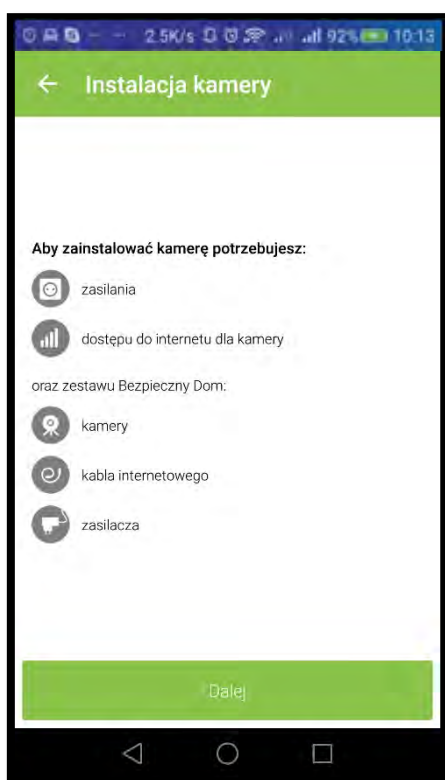 2.5K/s 92% 10:13
Instalacja kamery
Aby zainstalować kamerę potrzebujesz:
zasilania
dostępu do internetu dla kamery
oraz zestawu Bezpieczny Dom:
kamery
kabla internetowego
zasilacza
Dalej